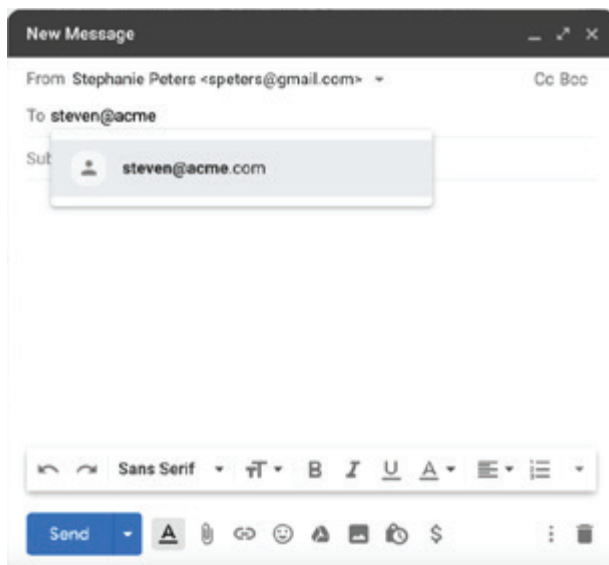 New Message
From Stephanie Peters <speters@gmail.com> Cc Bcc
To steven@acme
Sub
steven@acme.com
Sans Serif
Send